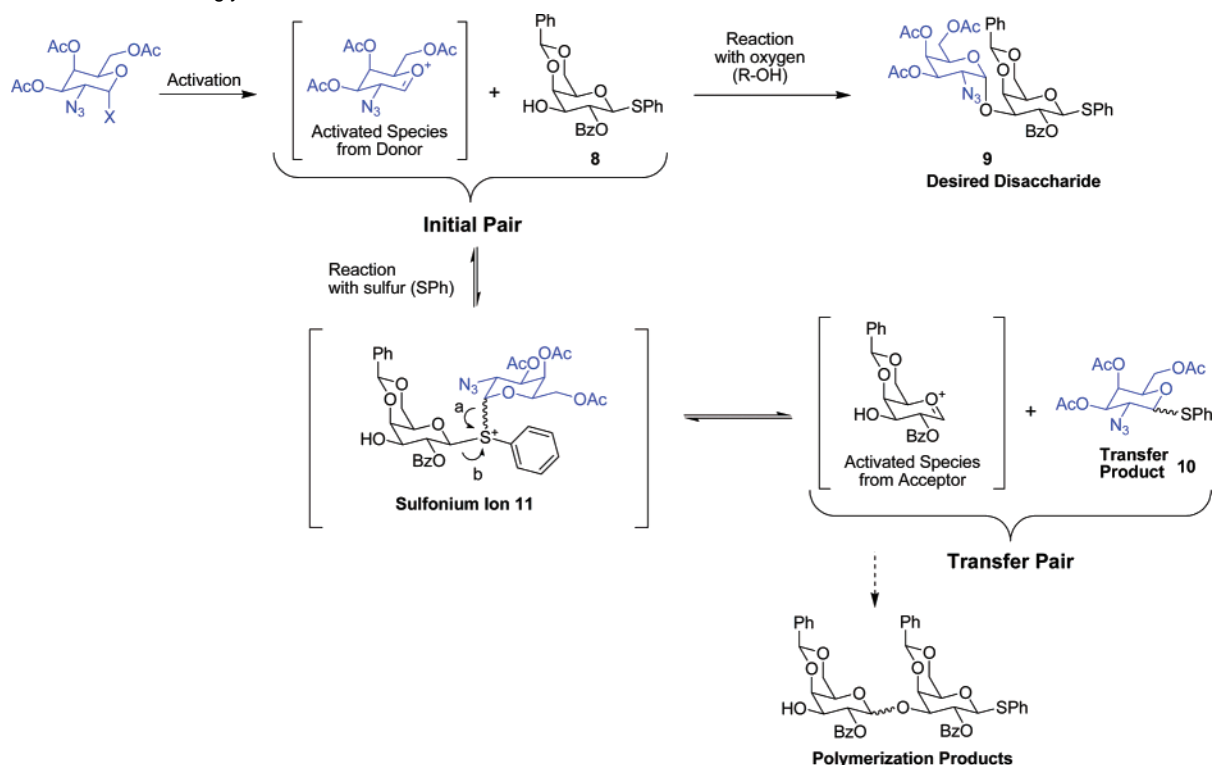 AcO
OAc
O
AcO
N3
X
Activation
AcO
OAc
O+
AcO
N3
Activated Species
from Donor
+
Ph
O
O
O
HO
SPh
BzO
8
Reaction
with oxygen
(R-OH)
AcO
OAc
O
AcO
N3
Ph
O
O
O
O
SPh
BzO
9
Desired Disaccharide
Initial Pair
Reaction
with sulfur (SPh)
Ph
O
O
O
HO
BzO
N3
AcO
OAc
O
OAc
a
S+
b
Sulfonium Ion 11
Ph
O
O
O+
HO
BzO
Activated Species
from Acceptor
+
AcO
OAc
O
AcO
SPh
N3
Transfer
Product 10
Transfer Pair
Ph
O
O
O
HO
BzO
O
Ph
O
O
O
SPh
BzO
Polymerization Products